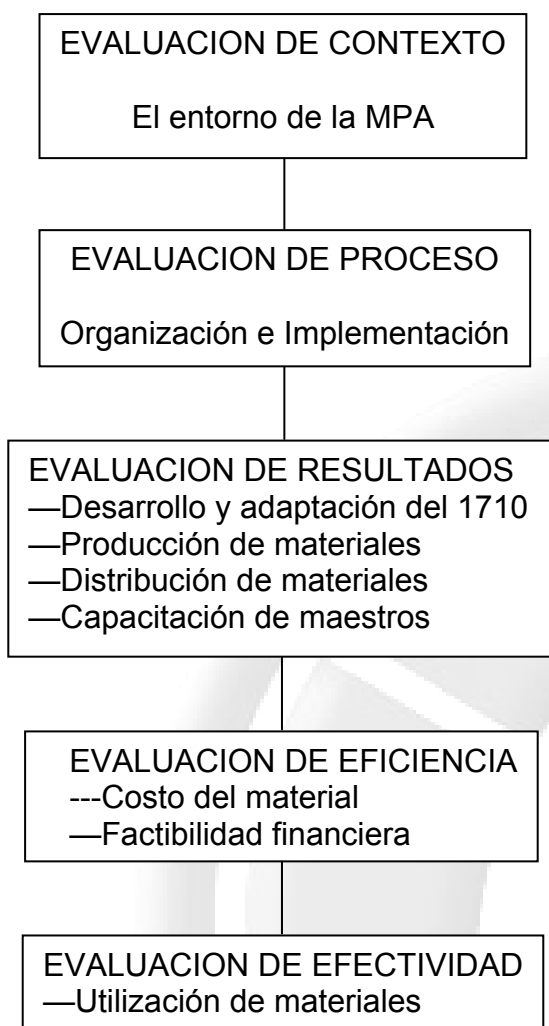 EVALUACION DE CONTEXTO
El entorno de la MPA
EVALUACION DE PROCESO
Organización e Implementación
EVALUACION DE RESULTADOS
—Desarrollo y adaptación del 1710
—Producción de materiales
—Distribución de materiales
—Capacitación de maestros
EVALUACION DE EFICIENCIA
---Costo del material
—Factibilidad financiera
EVALUACION DE EFECTIVIDAD
—Utilización de materiales